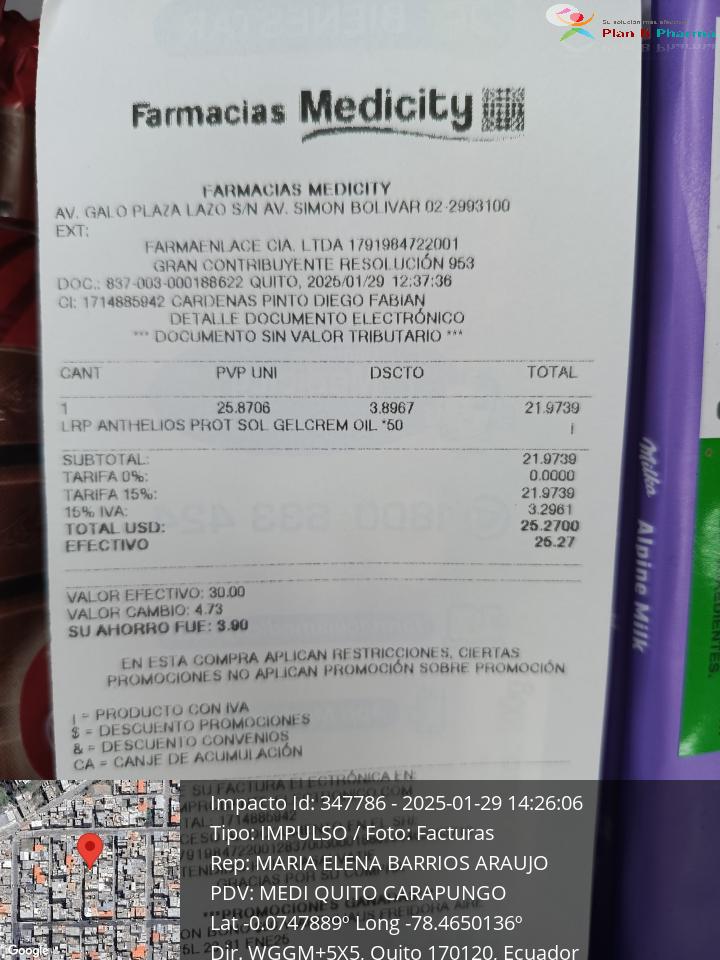 Su solución más efectiva
Plan B Pharma
Farmacias Medicity
FARMACIAS MEDICITY
AV. GALO PLAZA LAZO S/N AV. SIMON BOLIVAR 02-2993100
EXT:
FARMAENLACE CIA. LTDA 1791984722001
GRAN CONTRIBUYENTE RESOLUCIÓN 953
DOC.: 837-003-000188622 QUITO, 2025/01/29 12:37:36
CI: 1714885942 CARDENAS PINTO DIEGO FABIAN
DETALLE DOCUMENTO ELECTRÓNICO
*** DOCUMENTO SIN VALOR TRIBUTARIO ***
CANT PVP UNI DSCTO TOTAL
1 25.8706 3.8967 21.9739
LRP ANTHELIOS PROT SOL GELCREM OIL *50 I
SUBTOTAL: 21.9739
TARIFA 0%: 0.0000
TARIFA 15%: 21.9739
15% IVA: 3.2961
TOTAL USD: 25.2700
EFECTIVO 25.27
VALOR EFECTIVO: 30.00
VALOR CAMBIO: 4.73
SU AHORRO FUE: 3.90
EN ESTA COMPRA APLICAN RESTRICCIONES, CIERTAS
PROMOCIONES NO APLICAN PROMOCIÓN SOBRE PROMOCIÓN
I = PRODUCTO CON IVA
$ = DESCUENTO PROMOCIONES
& = DESCUENTO CONVENIOS
CA = CANJE DE ACUMULACIÓN
SU FACTURA ELECTRÓNICA EN:
Milka Alpine Milk
Impacto Id: 347786 - 2025-01-29 14:26:06
Tipo: IMPULSO / Foto: Facturas
Rep: MARIA ELENA BARRIOS ARAUJO
PDV: MEDI QUITO CARAPUNGO
Lat -0.0747889º Long -78.4650136º
Dir. WGGM+5X5, Quito 170120, Ecuador
Google